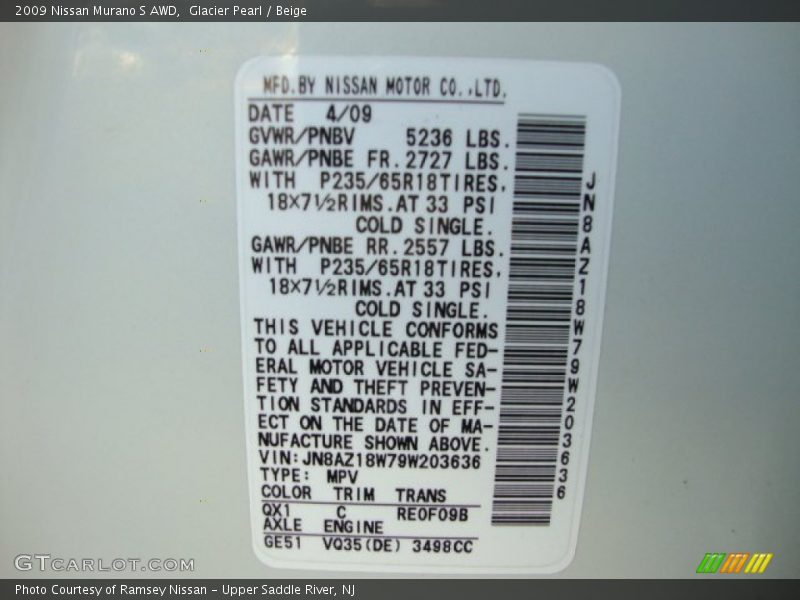 2009 Nissan Murano S AWD,  Glacier Pearl / Beige
MFD.BY NISSAN MOTOR CO.,LTD.
DATE 4/09
GVWR/PNBV 5236 LBS.
GAWR/PNBE FR. 2727 LBS.
WITH P235/65R18TIRES.
18×7½RIMS.AT 33 PSI
COLD SINGLE.
GAWR/PNBE RR. 2557 LBS.
WITH P235/65R18TIRES.
18×7½RIMS.AT 33 PSI
COLD SINGLE.
THIS VEHICLE CONFORMS
TO ALL APPLICABLE FED-
ERAL MOTOR VEHICLE SA-
FETY AND THEFT PREVEN-
TION STANDARDS IN EFF-
ECT ON THE DATE OF MA-
NUFACTURE SHOWN ABOVE.
VIN:JN8AZ18W79W203636
TYPE: MPV
COLOR TRIM TRANS
QX1 C RE0F09B
AXLE ENGINE
GE51 VQ35(DE) 3498CC
JN8AZ18W79W203636
GTCARLOT.COM
Photo Courtesy of Ramsey Nissan - Upper Saddle River, NJ